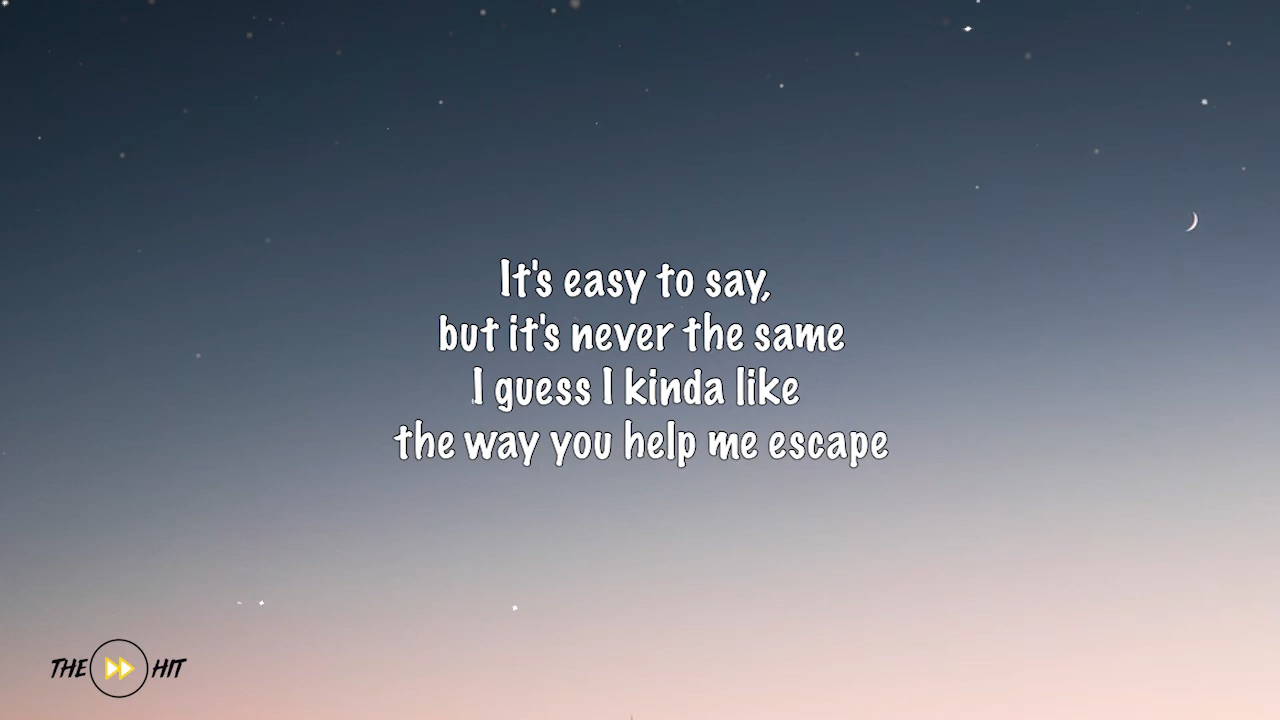 It's easy to say,
but it's never the same
I guess I kinda like
the way you help me escape
THE HIT